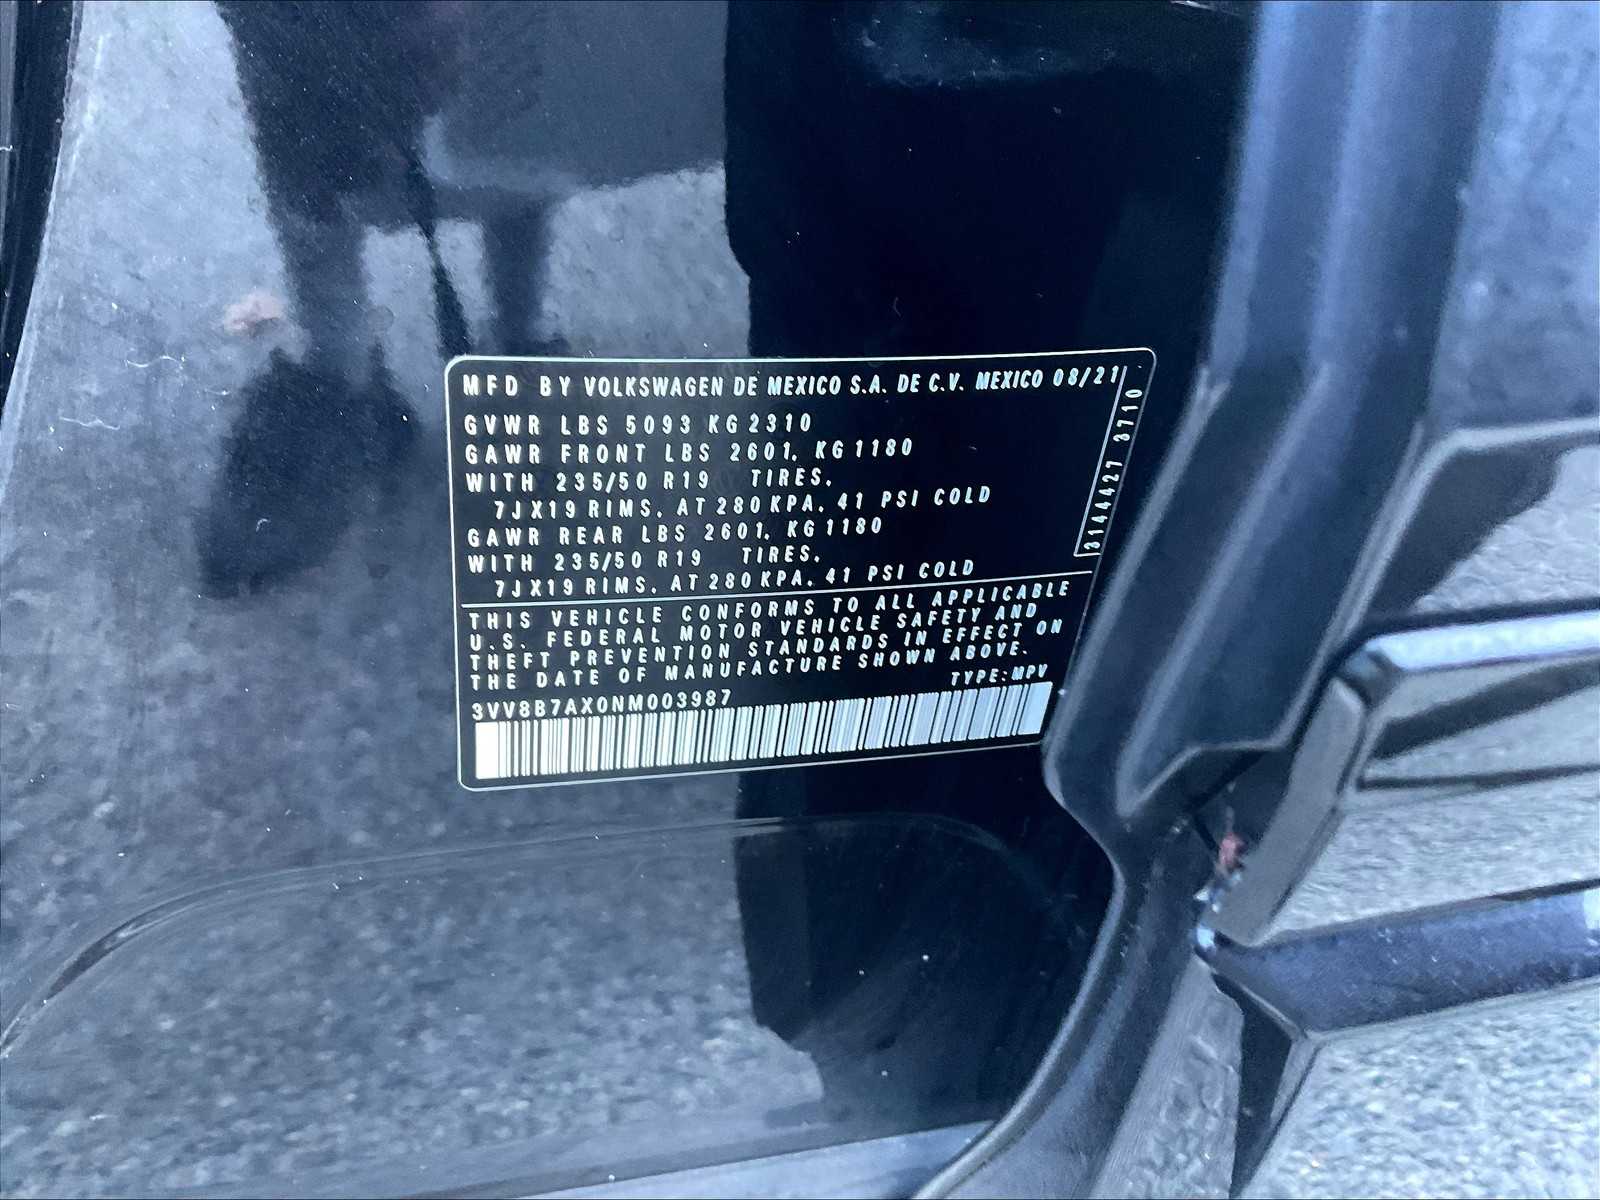 MFD BY VOLKSWAGEN DE MEXICO S.A. DE C.V. MEXICO 08/21
GVWR LBS 5093 KG 2310
GAWR FRONT LBS 2601, KG 1180
WITH 235/50 R19 TIRES,
7JX19 RIMS, AT 280 KPA, 41 PSI COLD
GAWR REAR LBS 2601, KG 1180
WITH 235/50 R19 TIRES,
7JX19 RIMS, AT 280 KPA, 41 PSI COLD
3144427 3710
THIS VEHICLE CONFORMS TO ALL APPLICABLE
U.S. FEDERAL MOTOR VEHICLE SAFETY AND
THEFT PREVENTION STANDARDS IN EFFECT ON
THE DATE OF MANUFACTURE SHOWN ABOVE.
TYPE:MPV
3VV8B7AX0NM003987